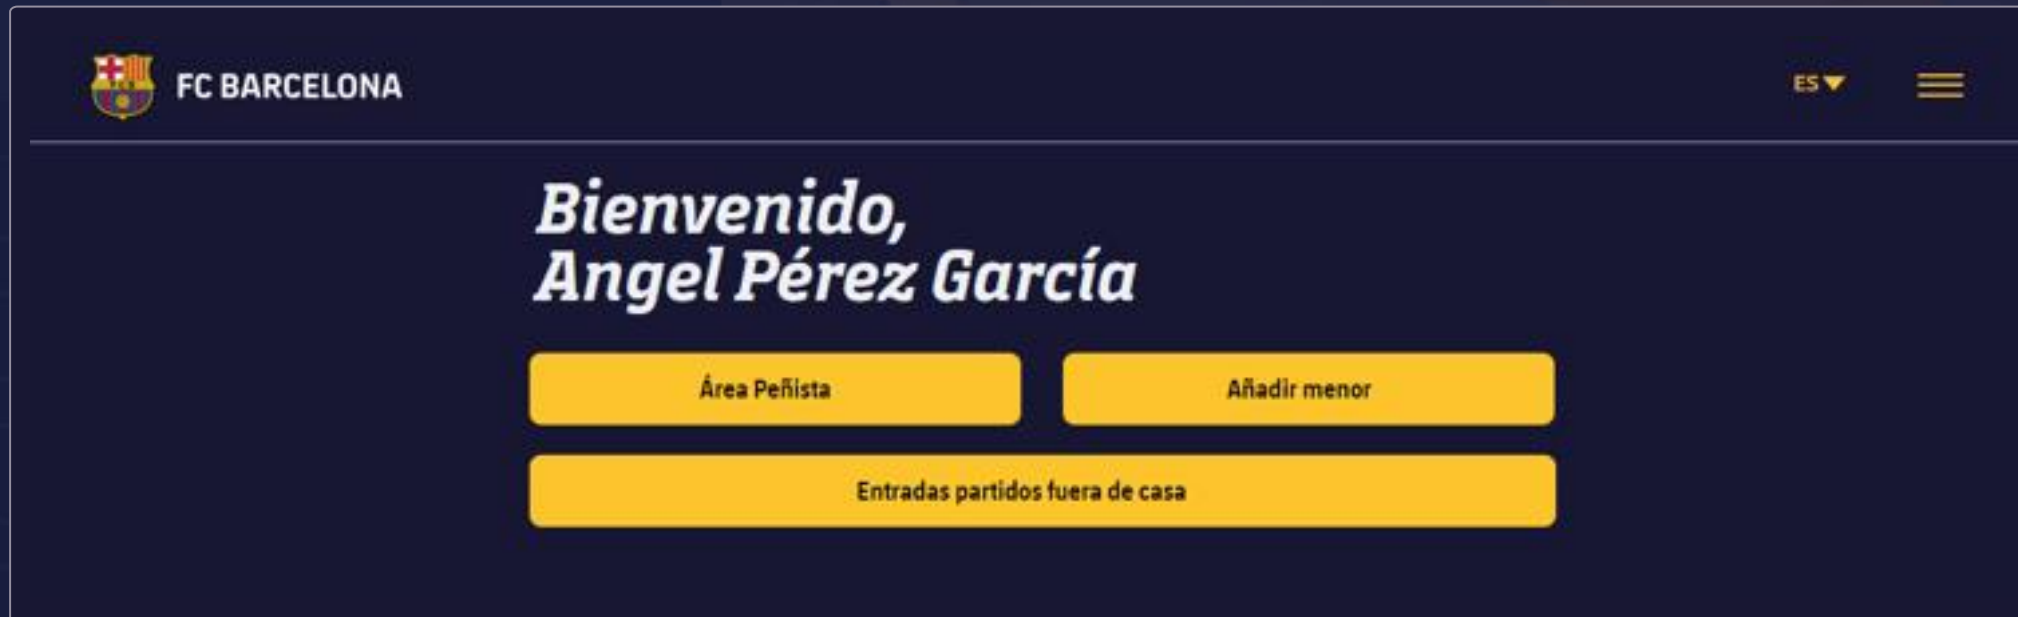 FC BARCELONA
ES
Bienvenido,
Angel Pérez García
Área Peñista
Añadir menor
Entradas partidos fuera de casa